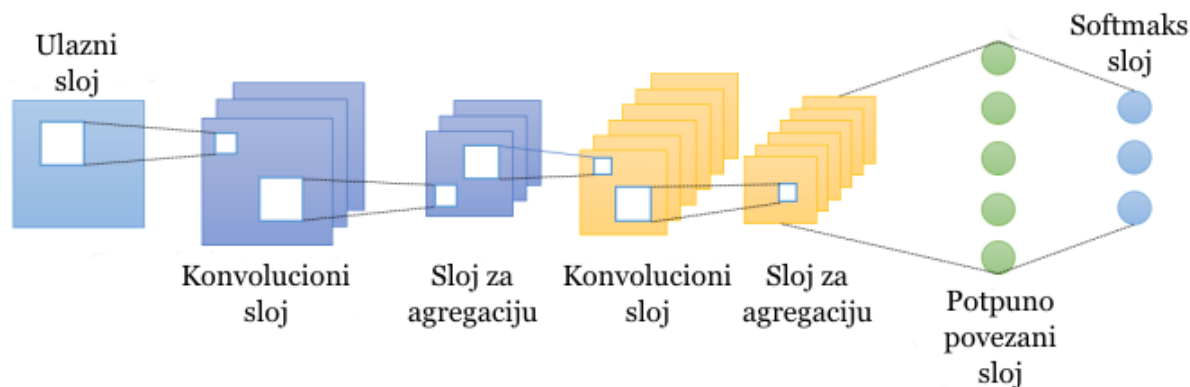 Ulazni
sloj
Konvolucioni
sloj
Sloj za
agregaciju
Konvolucioni
sloj
Sloj za
agregaciju
Potpuno
povezani
sloj
Softmaks
sloj